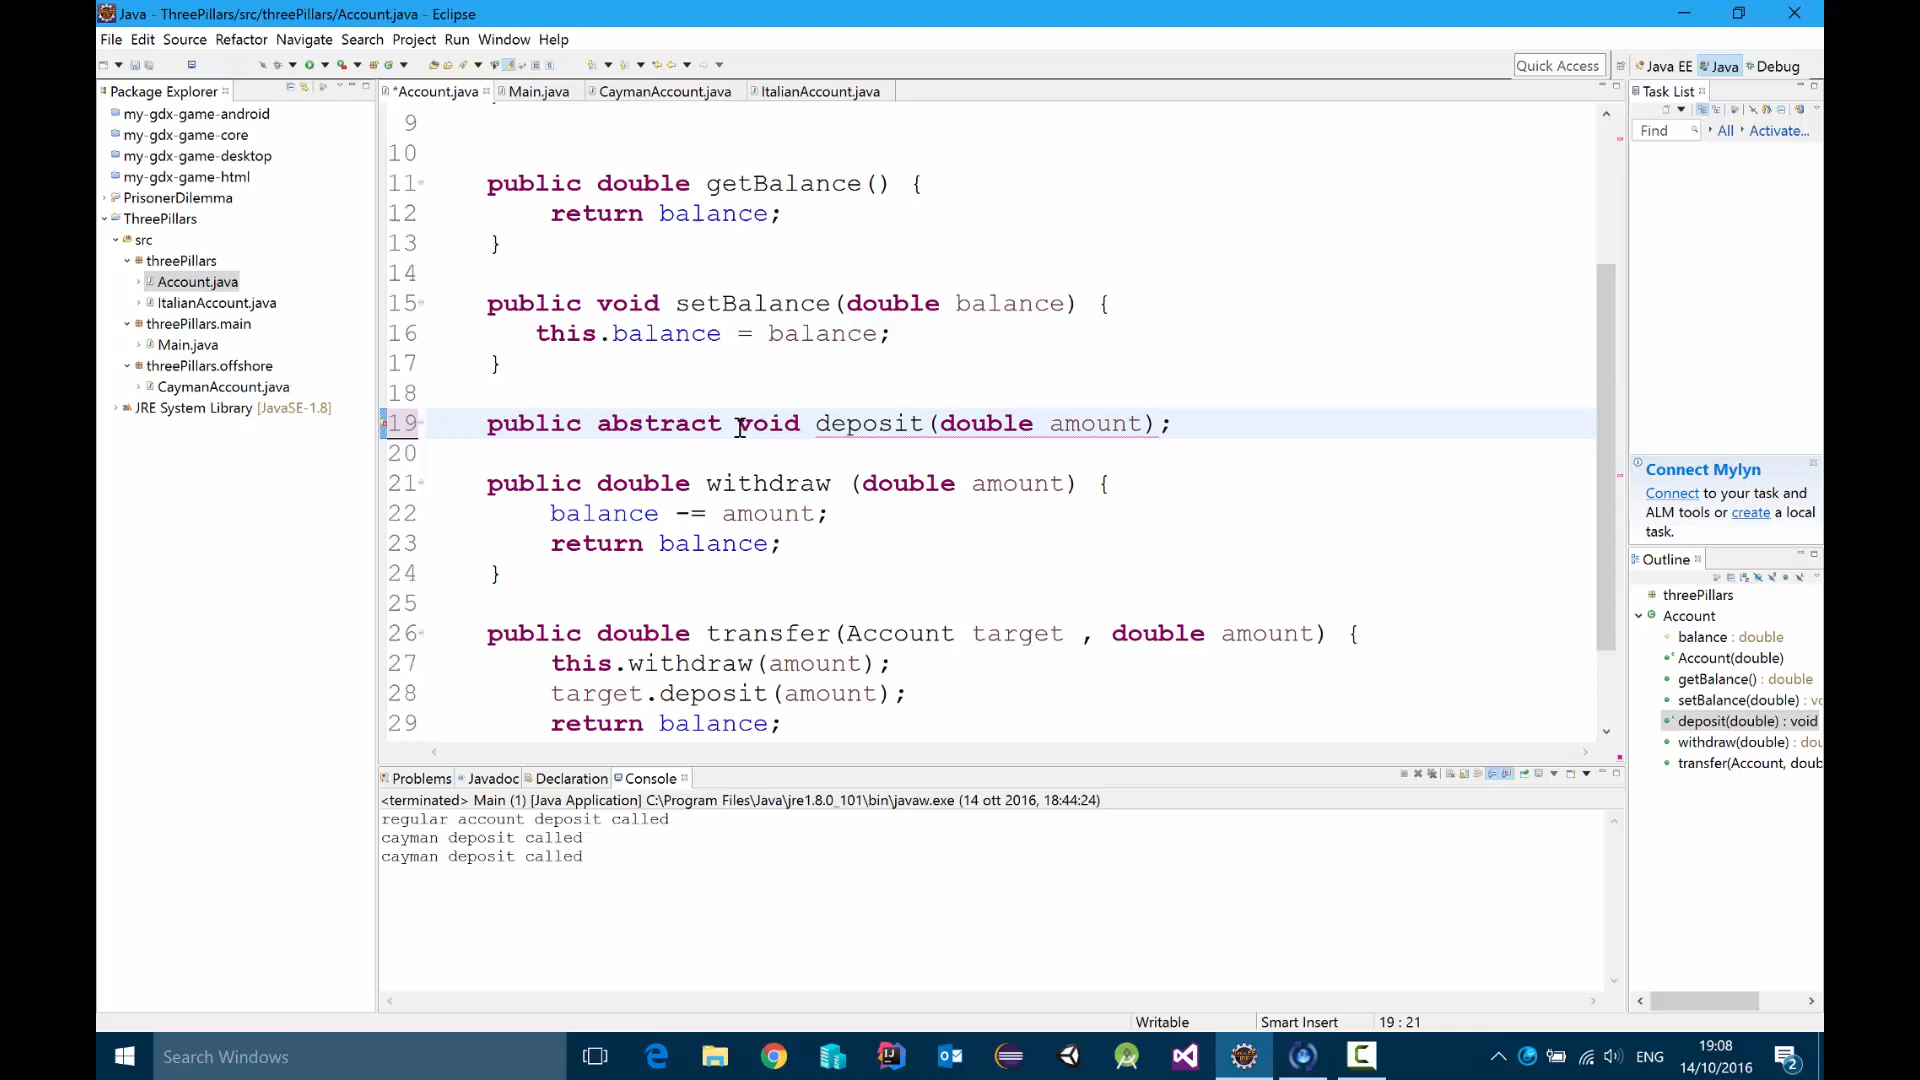 Java - ThreePillars/src/threePillars/Account.java - Eclipse
File Edit Source Refactor Navigate Search Project Run Window Help
Quick Access Java EE Java Debug
Package Explorer
my-gdx-game-android
my-gdx-game-core
my-gdx-game-desktop
my-gdx-game-html
PrisonerDilemma
ThreePillars
src
threePillars
Account.java
ItalianAccount.java
threePillars.main
Main.java
threePillars.offshore
CaymanAccount.java
JRE System Library [JavaSE-1.8]
*Account.java Main.java CaymanAccount.java ItalianAccount.java
9
10
11 public double getBalance() {
12 return balance;
13 }
14
15 public void setBalance(double balance) {
16 this.balance = balance;
17 }
18
19 public abstract void deposit(double amount);
20
21 public double withdraw (double amount) {
22 balance -= amount;
23 return balance;
24 }
25
26 public double transfer(Account target , double amount) {
27 this.withdraw(amount);
28 target.deposit(amount);
29 return balance;
Task List
Find All Activate...
Connect Mylyn
Connect to your task and
ALM tools or create a local
task.
Outline
threePillars
Account
balance : double
Account(double)
getBalance() : double
setBalance(double) : vo
deposit(double) : void
withdraw(double) : dou
transfer(Account, doub
Problems Javadoc Declaration Console
<terminated> Main (1) [Java Application] C:\Program Files\Java\jre1.8.0_101\bin\javaw.exe (14 ott 2016, 18:44:24)
regular account deposit called
cayman deposit called
cayman deposit called
Writable Smart Insert 19 : 21
Search Windows
ENG
19:08
14/10/2016
2